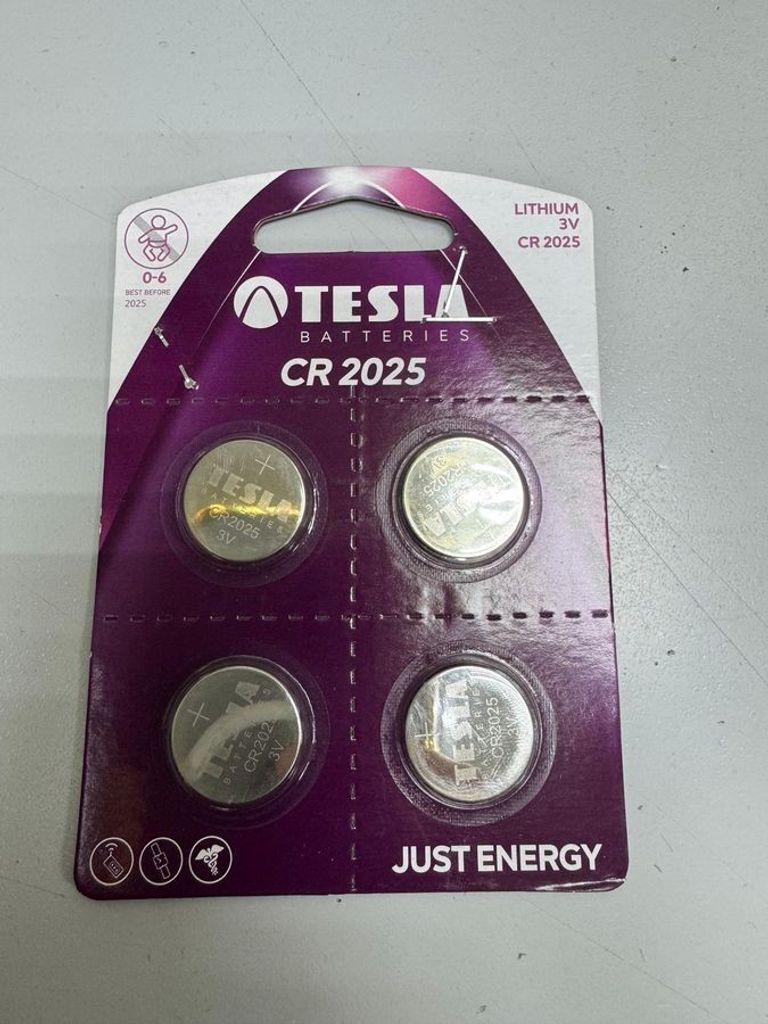 0-6
BEST BEFORE
2025
LITHIUM
3V
CR 2025
TESLA
BATTERIES
CR 2025
TESLA
BATTERIES
CR2025
3V
TESLA
CR2025
3V
TESLA
CR2025
3V
TESLA
BATTERIES
CR2025
3V
JUST ENERGY